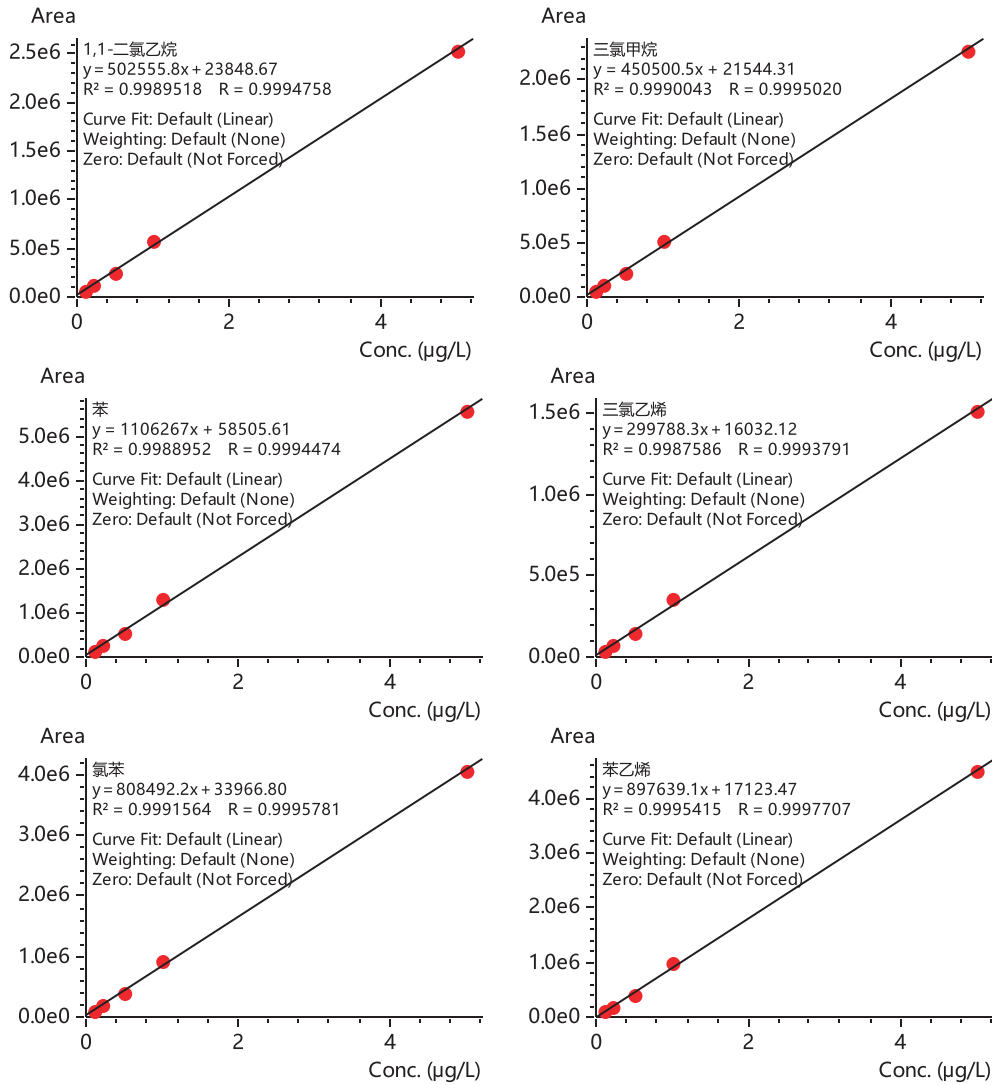 Area
1,1-二氯乙烷
y = 502555.8x + 23848.67
R² = 0.9989518 R = 0.9994758
Curve Fit: Default (Linear)
Weighting: Default (None)
Zero: Default (Not Forced)
2.5e6
2.0e6
1.5e6
1.0e6
5.0e5
0.0e0
0 2 4
Conc. (µg/L)
Area
三氯甲烷
y = 450500.5x + 21544.31
R² = 0.9990043 R = 0.9995020
Curve Fit: Default (Linear)
Weighting: Default (None)
Zero: Default (Not Forced)
2.0e6
1.5e6
1.0e6
5.0e5
0.0e0
0 2 4
Conc. (µg/L)
Area
苯
y = 1106267x + 58505.61
R² = 0.9988952 R = 0.9994474
Curve Fit: Default (Linear)
Weighting: Default (None)
Zero: Default (Not Forced)
5.0e6
4.0e6
3.0e6
2.0e6
1.0e6
0.0e0
0 2 4
Conc. (µg/L)
Area
三氯乙烯
y = 299788.3x + 16032.12
R² = 0.9987586 R = 0.9993791
Curve Fit: Default (Linear)
Weighting: Default (None)
Zero: Default (Not Forced)
1.5e6
1.0e6
5.0e5
0.0e0
0 2 4
Conc. (µg/L)
Area
氯苯
y = 808492.2x + 33966.80
R² = 0.9991564 R = 0.9995781
Curve Fit: Default (Linear)
Weighting: Default (None)
Zero: Default (Not Forced)
4.0e6
3.0e6
2.0e6
1.0e6
0.0e0
0 2 4
Conc. (µg/L)
Area
苯乙烯
y = 897639.1x + 17123.47
R² = 0.9995415 R = 0.9997707
Curve Fit: Default (Linear)
Weighting: Default (None)
Zero: Default (Not Forced)
4.0e6
3.0e6
2.0e6
1.0e6
0.0e0
0 2 4
Conc. (µg/L)